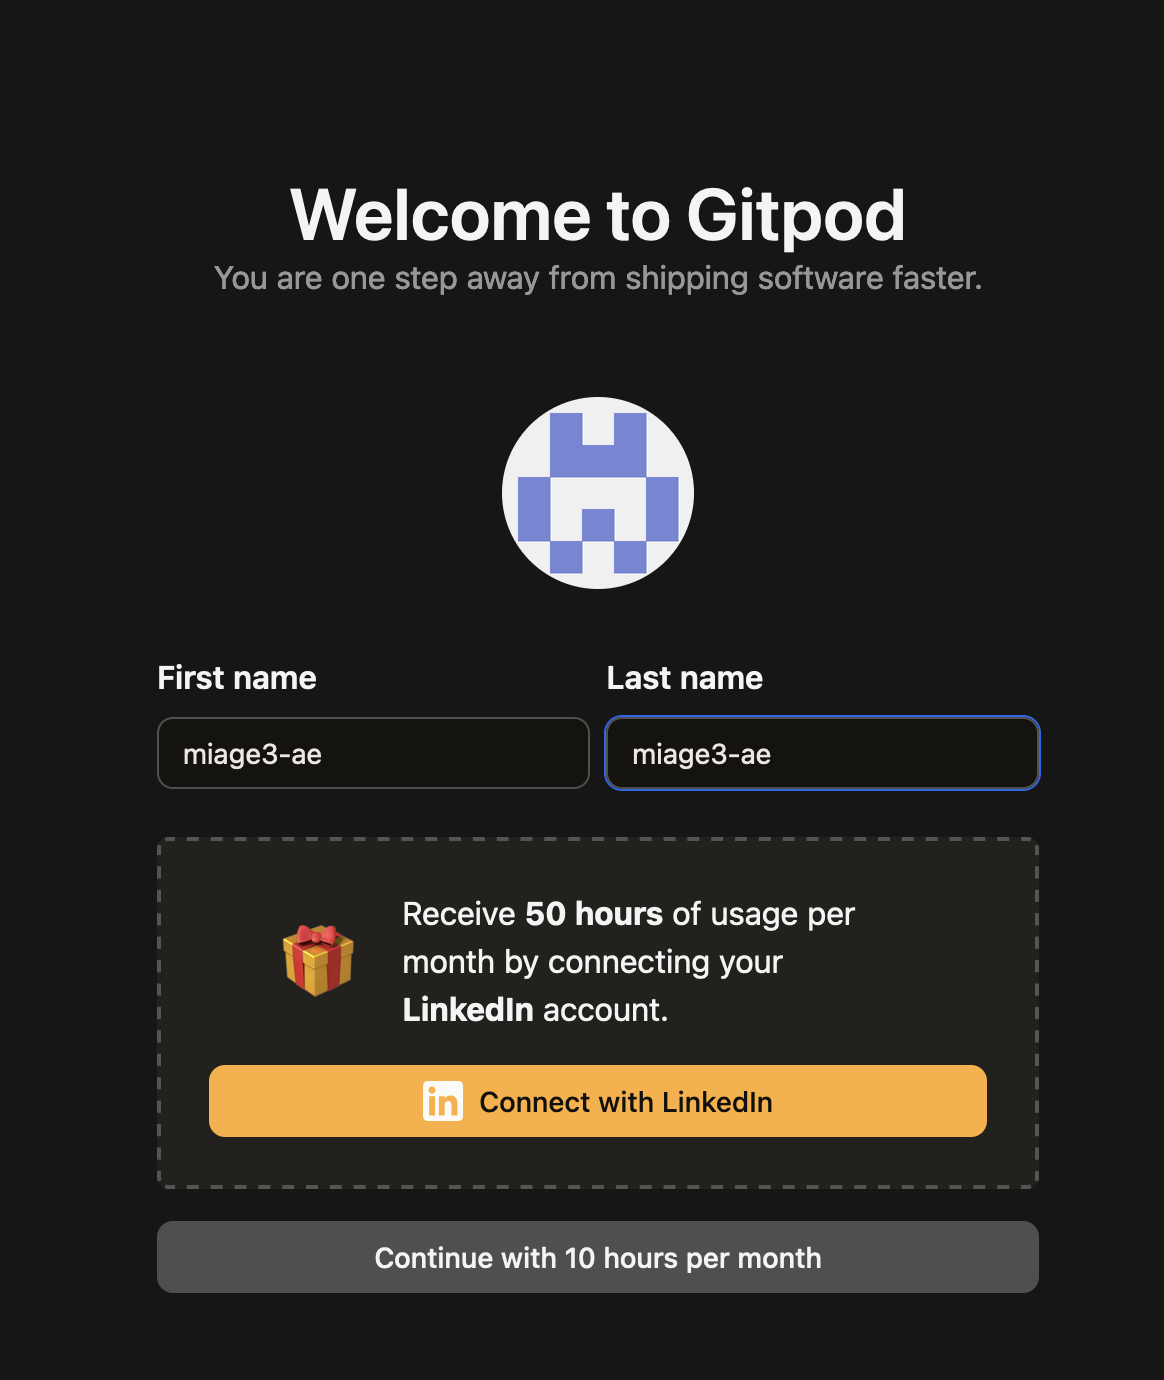 Welcome to Gitpod
You are one step away from shipping software faster.
First name
Last name
miage3-ae
miage3-ae
Receive 50 hours of usage per
month by connecting your
LinkedIn account.
in Connect with LinkedIn
Continue with 10 hours per month